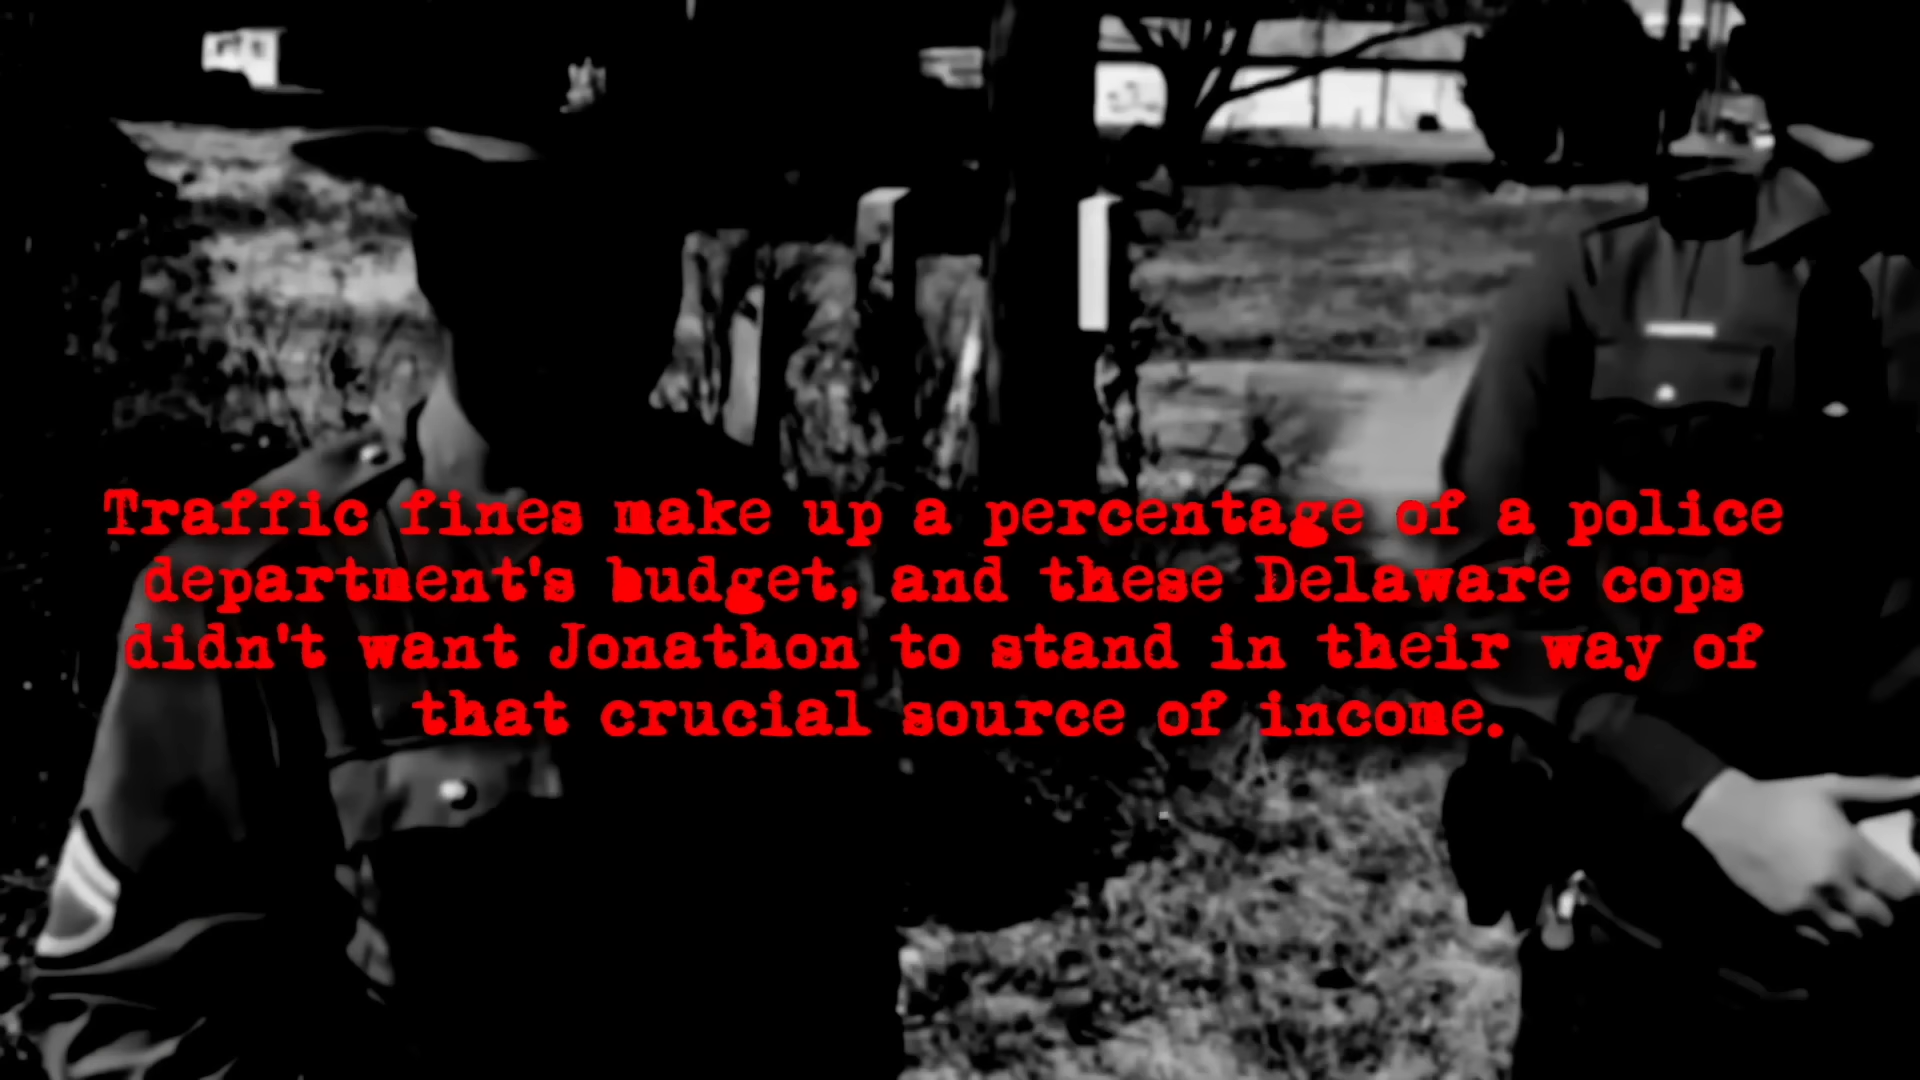 Traffic fines make up a percentage of a police
department's budget, and these Delaware cops
didn't want Jonathon to stand in their way of
that crucial source of income.